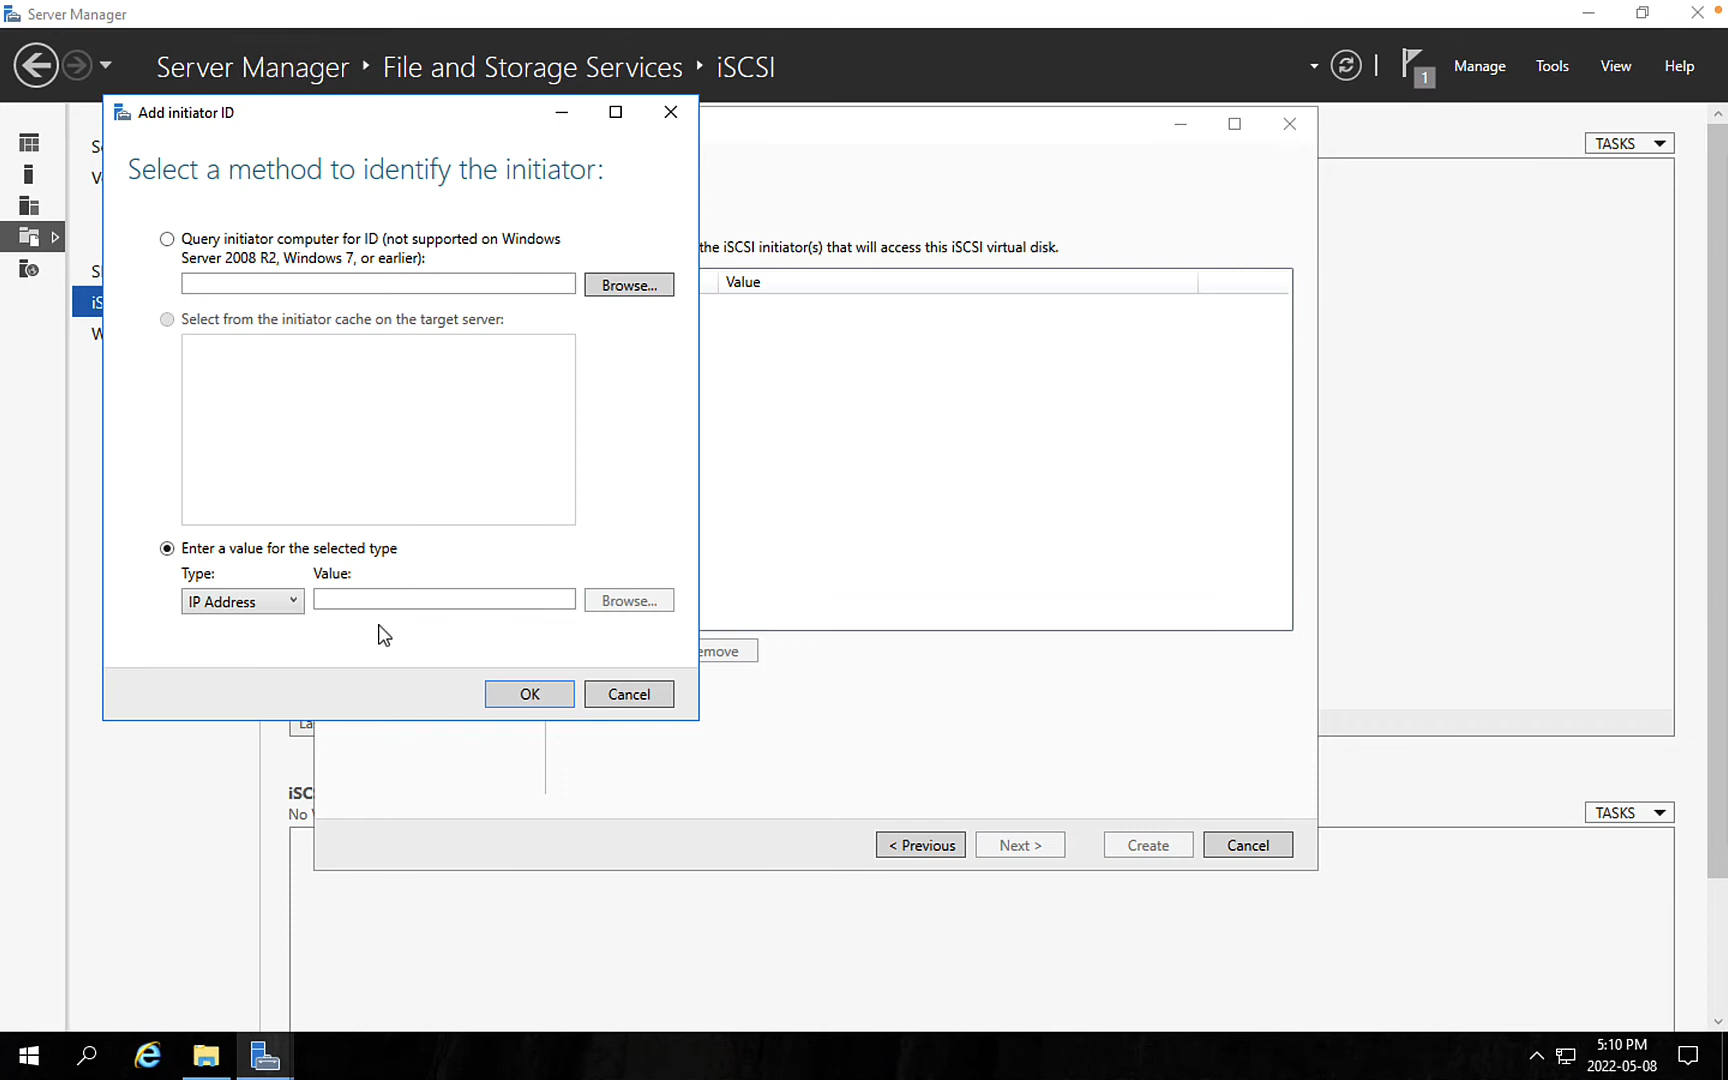 Server Manager
Server Manager • File and Storage Services • iSCSI
1
Manage Tools View Help
Add initiator ID
Select a method to identify the initiator:
TASKS
Query initiator computer for ID (not supported on Windows
Server 2008 R2, Windows 7, or earlier):
Browse...
the iSCSI initiator(s) that will access this iSCSI virtual disk.
Value
Select from the initiator cache on the target server:
Enter a value for the selected type
Type: Value:
IP Address
Browse...
emove
OK Cancel
iSC
No
TASKS
< Previous Next > Create Cancel
5:10 PM
2022-05-08